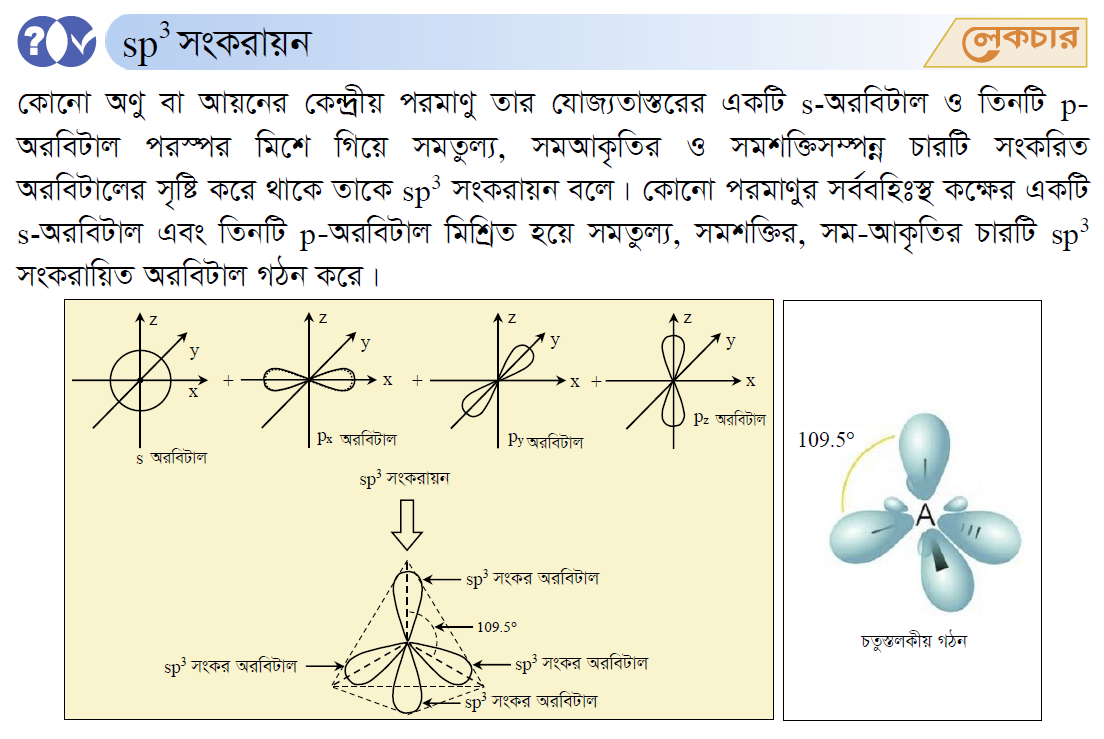 ?
sp³ সংকরায়ন
লেকচার
কোনো অণু বা আয়নের কেন্দ্রীয় পরমাণু তার যোজ্যতাস্তরের একটি s-অরবিটাল ও তিনটি p-
অরবিটাল পরস্পর মিশে গিয়ে সমতুল্য, সমআকৃতির ও সমশক্তিসম্পন্ন চারটি সংকরিত
অরবিটালের সৃষ্টি করে থাকে তাকে sp³ সংকরায়ন বলে। কোনো পরমাণুর সর্ববহিঃস্থ কক্ষের একটি
s-অরবিটাল এবং তিনটি p-অরবিটাল মিশ্রিত হয়ে সমতুল্য, সমশক্তির, সম-আকৃতির চারটি sp³
সংকরায়িত অরবিটাল গঠন করে।
z
y
x
s অরবিটাল
+
z
y
x
pₓ অরবিটাল
+
z
y
x
p_y অরবিটাল
+
z
y
x
p_z অরবিটাল
sp³ সংকরায়ন
sp³ সংকর অরবিটাল
109.5°
sp³ সংকর অরবিটাল
sp³ সংকর অরবিটাল
sp³ সংকর অরবিটাল
109.5°
A
চতুস্তলকীয় গঠন